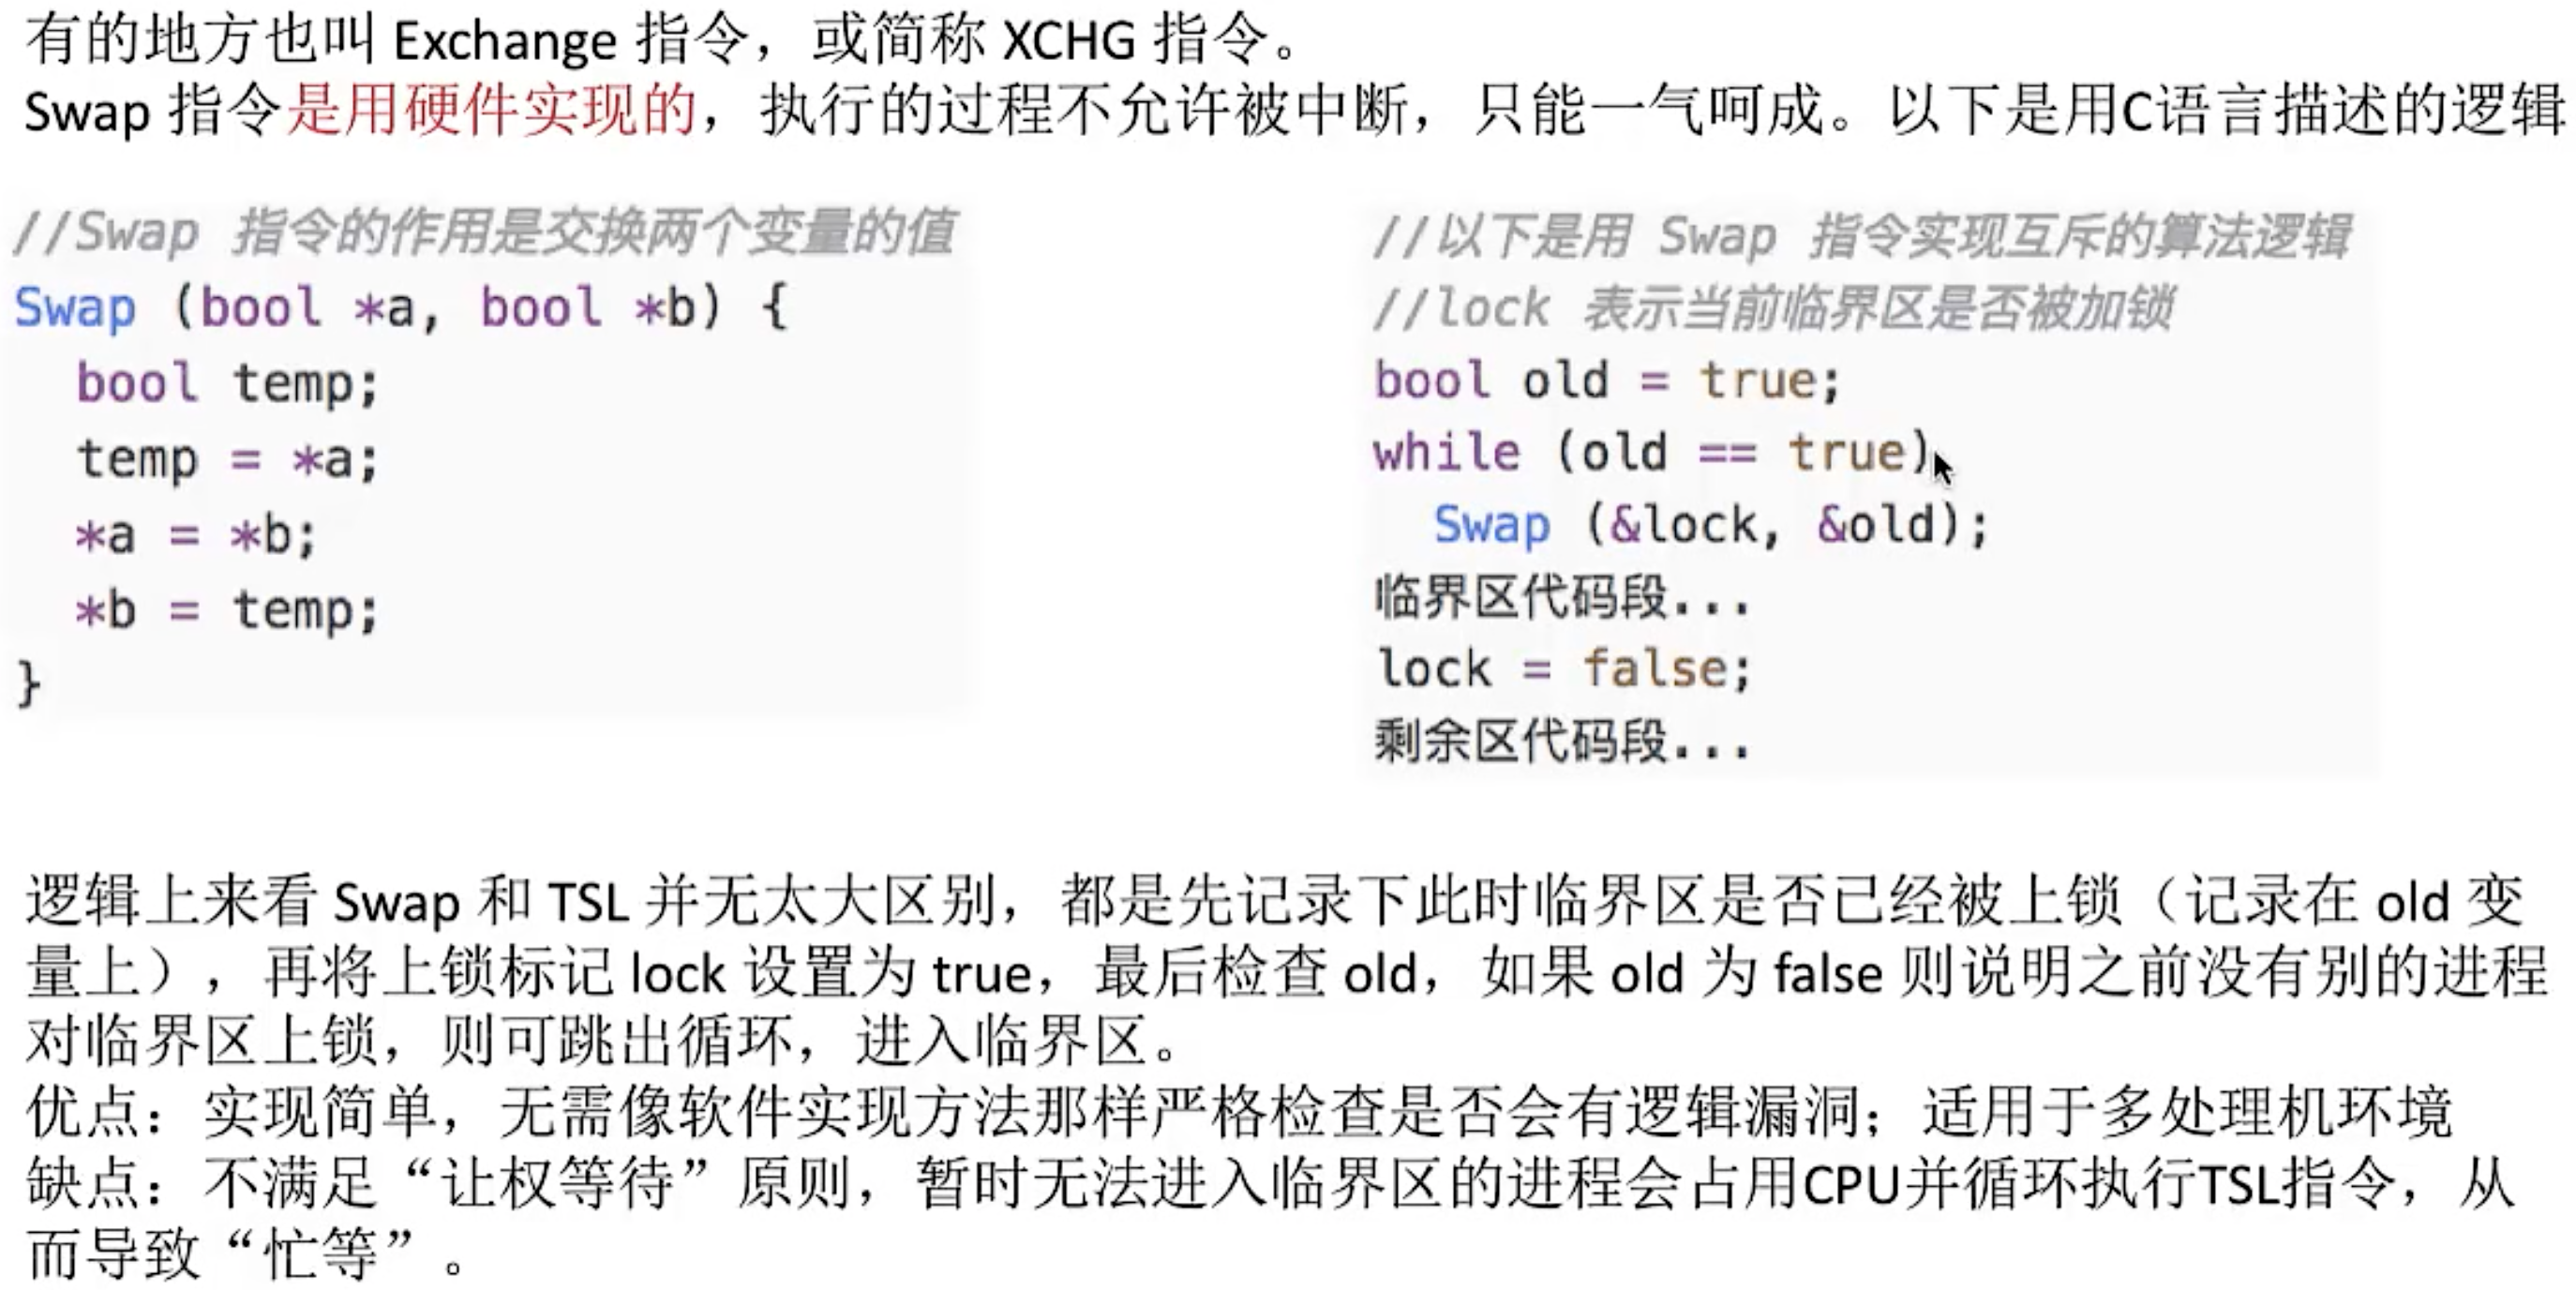 有的地方也叫 Exchange 指令，或简称 XCHG 指令。
Swap 指令是用硬件实现的，执行的过程不允许被中断，只能一气呵成。以下是用C语言描述的逻辑
//Swap 指令的作用是交换两个变量的值
Swap (bool *a, bool *b) {
  bool temp;
  temp = *a;
  *a = *b;
  *b = temp;
}
//以下是用 Swap 指令实现互斥的算法逻辑
//lock 表示当前临界区是否被加锁
bool old = true;
while (old == true)
  Swap (&lock, &old);
临界区代码段...
lock = false;
剩余区代码段...
逻辑上来看 Swap 和 TSL 并无太大区别，都是先记录下此时临界区是否已经被上锁（记录在 old 变
量上），再将上锁标记 lock 设置为 true，最后检查 old，如果 old 为 false 则说明之前没有别的进程
对临界区上锁，则可跳出循环，进入临界区。
优点：实现简单，无需像软件实现方法那样严格检查是否会有逻辑漏洞；适用于多处理机环境
缺点：不满足“让权等待”原则，暂时无法进入临界区的进程会占用CPU并循环执行TSL指令，从
而导致“忙等”。